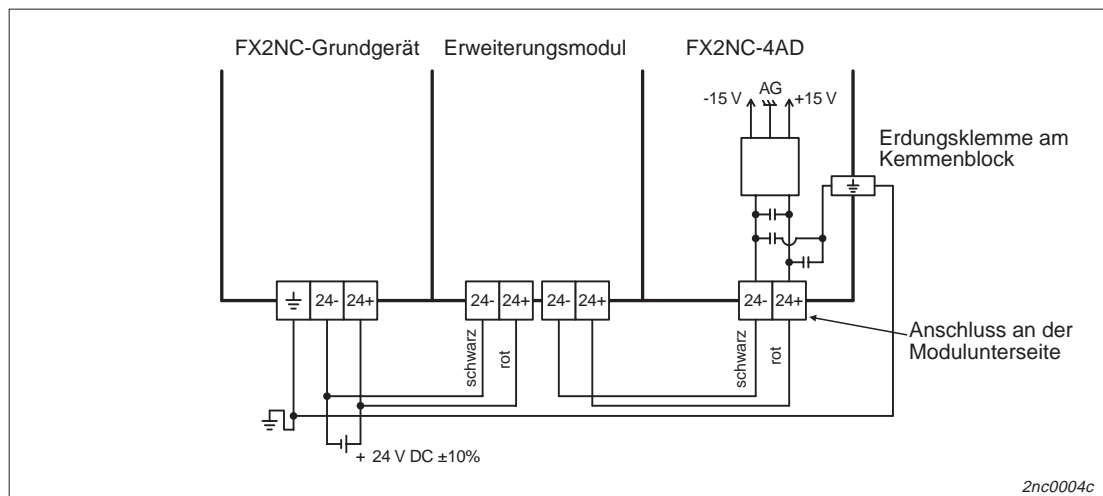 FX2NC-Grundgerät
Erweiterungsmodul
FX2NC-4AD
-15 V
AG
+15 V
Erdungsklemme am
Kemmenblock
24-
24+
24-
24+
24-
24+
24-
24+
Anschluss an der
Modulunterseite
schwarz
rot
schwarz
rot
+ 24 V DC ±10%
2nc0004c